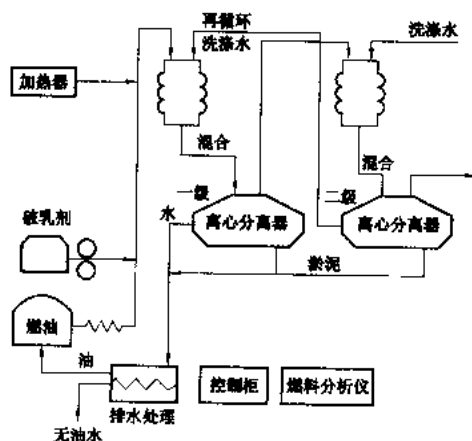 再循环
洗涤水
洗涤水
加热器
混合
混合
一级
二级
水
离心分离器
离心分离器
破乳剂
淤泥
燃油
油
控制柜
燃料分析仪
排水处理
无油水